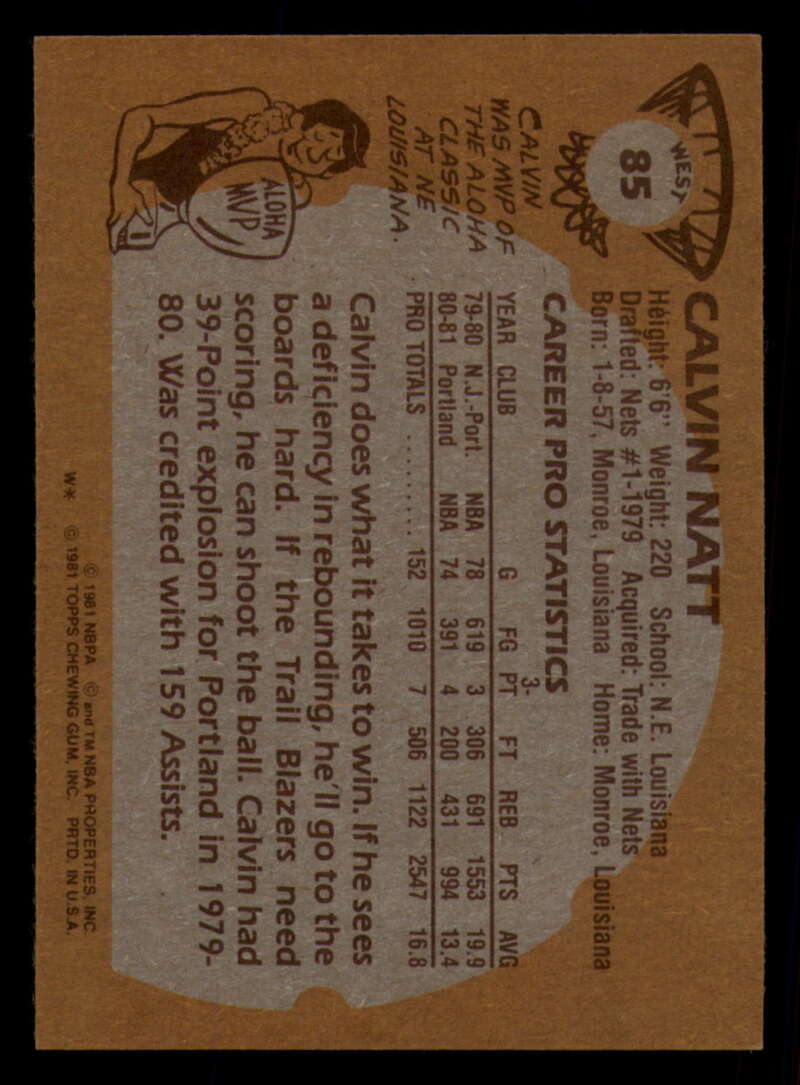 85
WEST
CALVIN NATT
Height: 6'6" Weight: 220 School: N.E. Louisiana
Drafted: Nets #1-1979 Acquired: Trade with Nets
Born: 1-8-57, Monroe, Louisiana Home: Monroe, Louisiana
CAREER PRO STATISTICS
3-
YEAR CLUB G FG PT FT REB PTS AVG
79-80 N.J.-Port. NBA 78 619 3 306 691 1553 19.9
80-81 Portland NBA 74 391 4 200 431 994 13.4
PRO TOTALS ......... 152 1010 7 506 1122 2547 16.8
CALVIN
WAS MVP OF
THE ALOHA
CLASSIC
AT NE
LOUISIANA.
ALOHA
MVP
1
Calvin does what it takes to win. If he sees
a deficiency in rebounding, he'll go to the
boards hard. If the Trail Blazers need
scoring, he can shoot the ball. Calvin had
39-Point explosion for Portland in 1979-
80. Was credited with 159 Assists.
© 1981 NBPA © and TM NBA PROPERTIES, INC.
W* © 1981 TOPPS CHEWING GUM, INC. PRTD. IN U.S.A.